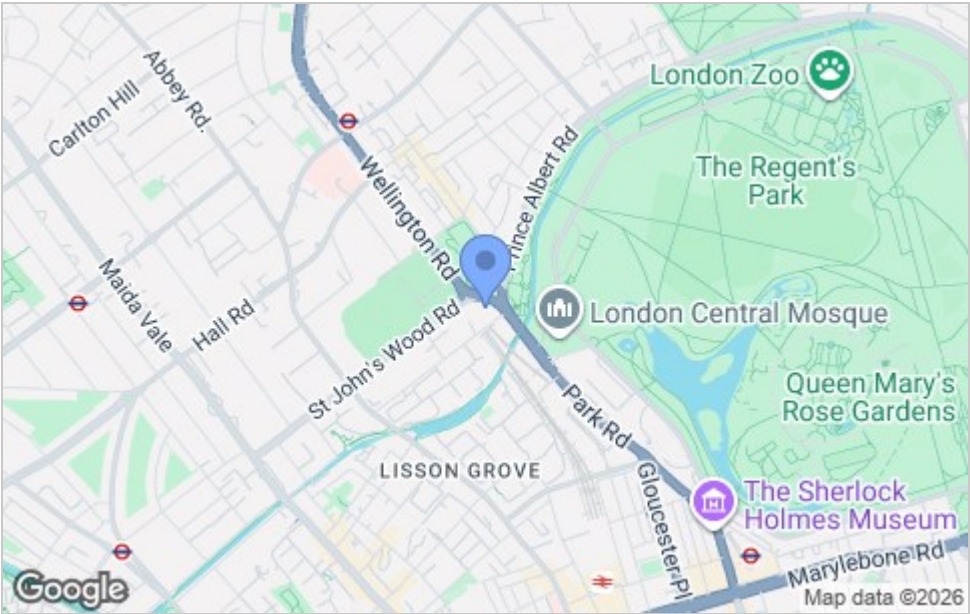 Abbey Rd.
Carlton Hill
London Zoo
Wellington Rd
Prince Albert Rd
The Regent's
Park
Maida Vale
Hall Rd
St John's Wood Rd
London Central Mosque
Park Rd
Queen Mary's
Rose Gardens
LISSON GROVE
Gloucester Pl
The Sherlock
Holmes Museum
Marylebone Rd
Google
Map data ©2026